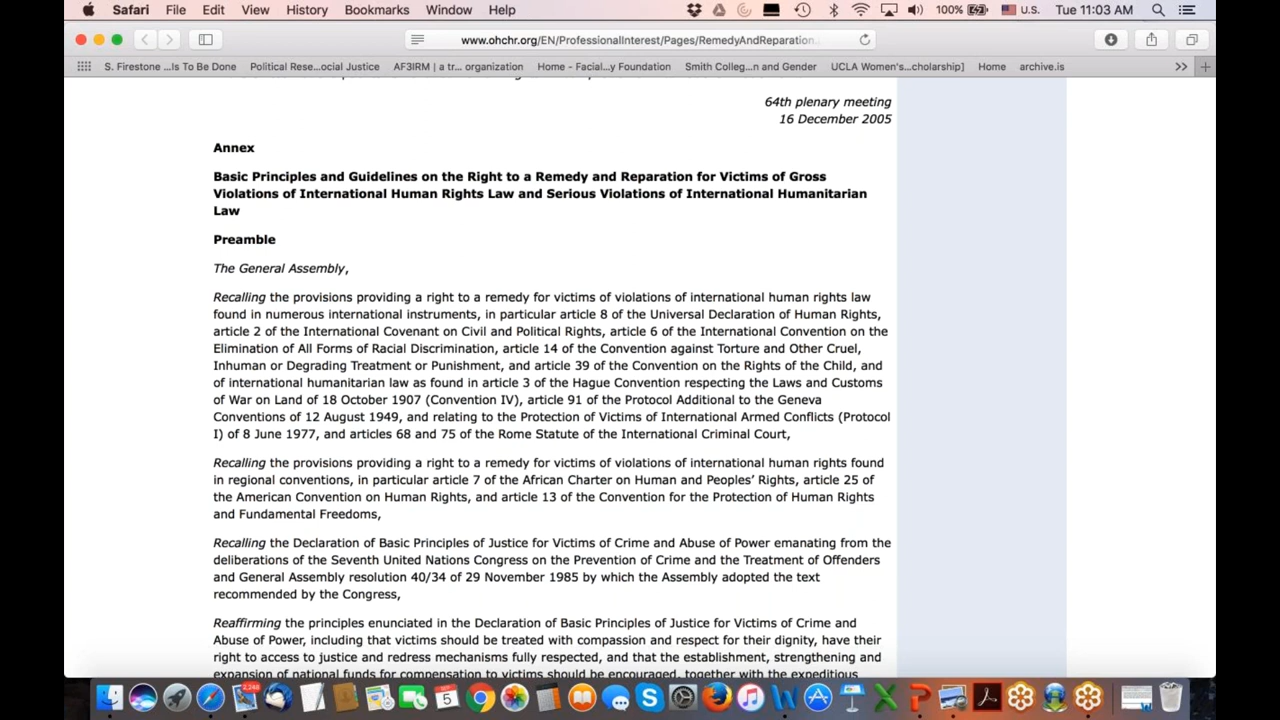 Safari File Edit View History Bookmarks Window Help 100% U.S. Tue 11:03 AM
www.ohchr.org/EN/ProfessionalInterest/Pages/RemedyAndReparation.
S. Firestone ...Is To Be Done Political Rese...ocial Justice AF3IRM | a tr... organization Home - Facial...y Foundation Smith Colleg...n and Gender UCLA Women's...cholarship] Home archive.is
64th plenary meeting
16 December 2005
Annex
Basic Principles and Guidelines on the Right to a Remedy and Reparation for Victims of Gross
Violations of International Human Rights Law and Serious Violations of International Humanitarian
Law
Preamble
The General Assembly,
Recalling the provisions providing a right to a remedy for victims of violations of international human rights law
found in numerous international instruments, in particular article 8 of the Universal Declaration of Human Rights,
article 2 of the International Covenant on Civil and Political Rights, article 6 of the International Convention on the
Elimination of All Forms of Racial Discrimination, article 14 of the Convention against Torture and Other Cruel,
Inhuman or Degrading Treatment or Punishment, and article 39 of the Convention on the Rights of the Child, and
of international humanitarian law as found in article 3 of the Hague Convention respecting the Laws and Customs
of War on Land of 18 October 1907 (Convention IV), article 91 of the Protocol Additional to the Geneva
Conventions of 12 August 1949, and relating to the Protection of Victims of International Armed Conflicts (Protocol
I) of 8 June 1977, and articles 68 and 75 of the Rome Statute of the International Criminal Court,
Recalling the provisions providing a right to a remedy for victims of violations of international human rights found
in regional conventions, in particular article 7 of the African Charter on Human and Peoples' Rights, article 25 of
the American Convention on Human Rights, and article 13 of the Convention for the Protection of Human Rights
and Fundamental Freedoms,
Recalling the Declaration of Basic Principles of Justice for Victims of Crime and Abuse of Power emanating from the
deliberations of the Seventh United Nations Congress on the Prevention of Crime and the Treatment of Offenders
and General Assembly resolution 40/34 of 29 November 1985 by which the Assembly adopted the text
recommended by the Congress,
Reaffirming the principles enunciated in the Declaration of Basic Principles of Justice for Victims of Crime and
Abuse of Power, including that victims should be treated with compassion and respect for their dignity, have their
right to access to justice and redress mechanisms fully respected, and that the establishment, strengthening and
expansion of national funds for compensation to victims should be encouraged, together with the expeditious